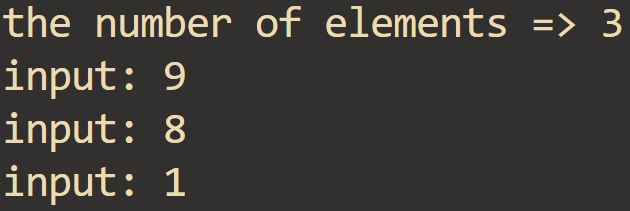 the number of elements => 3
input: 9
input: 8
input: 1